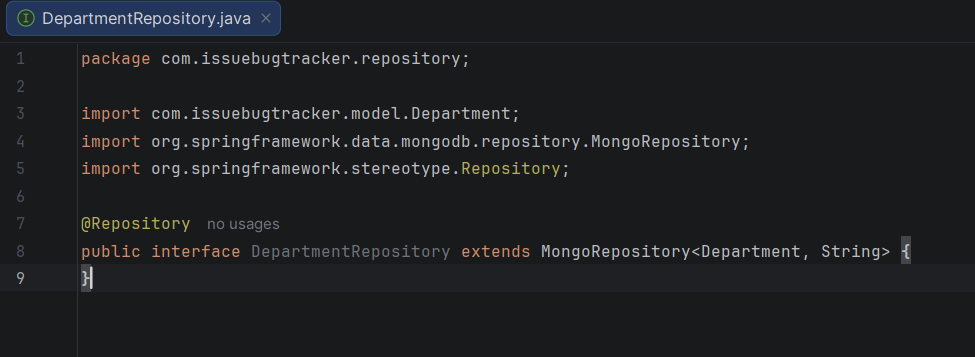 DepartmentRepository.java
1 package com.issuebugtracker.repository;
2
3 import com.issuebugtracker.model.Department;
4 import org.springframework.data.mongodb.repository.MongoRepository;
5 import org.springframework.stereotype.Repository;
6
7 @Repository no usages
8 public interface DepartmentRepository extends MongoRepository<Department, String> {
9 }